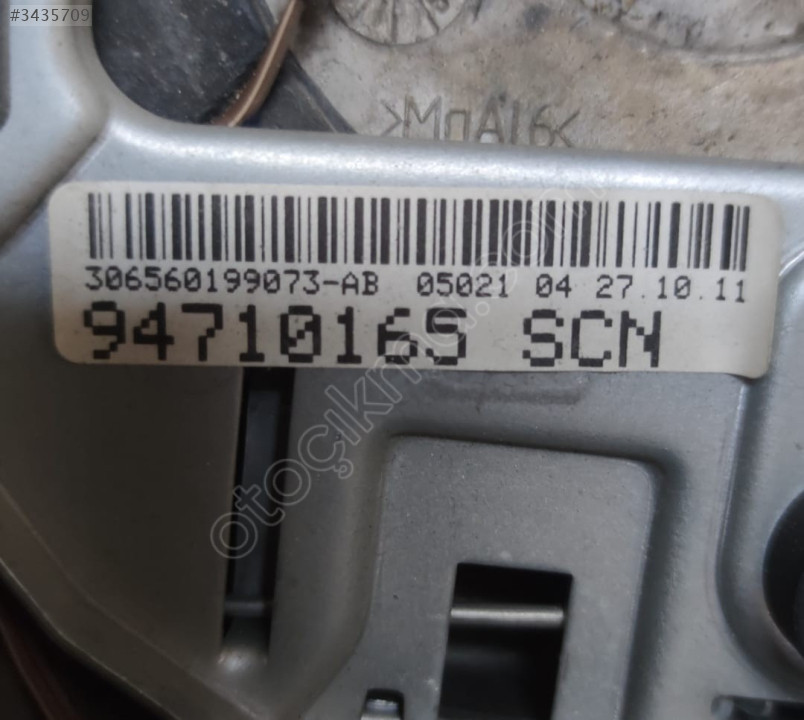 #3435709
>MnAl6<
306560199073-AB 05021 04 27.10.11
94710165 SCN
otoçıkma.com